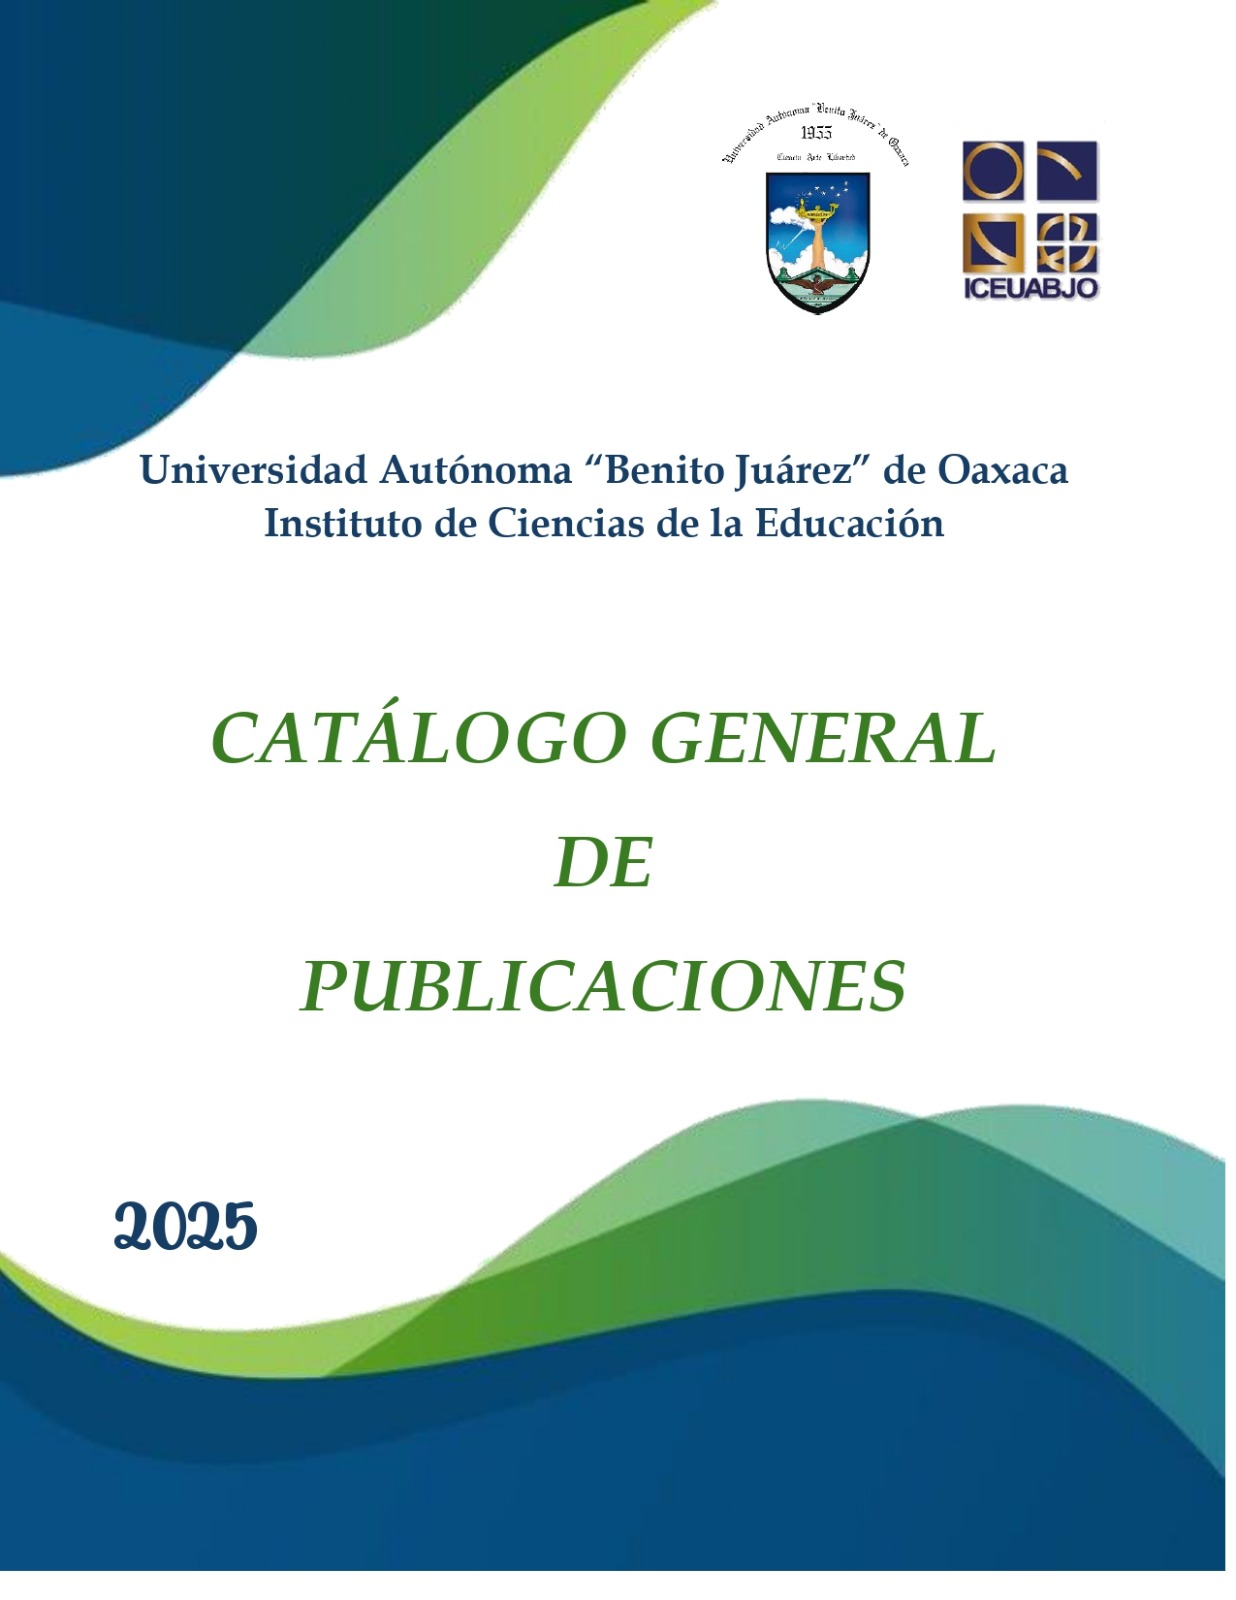 Universidad Autónoma "Benito Juárez" de Oaxaca
1955
Ciencia Arte Libertad
ICEUABJO
Universidad Autónoma “Benito Juárez” de Oaxaca
Instituto de Ciencias de la Educación
CATÁLOGO GENERAL
DE
PUBLICACIONES
2025